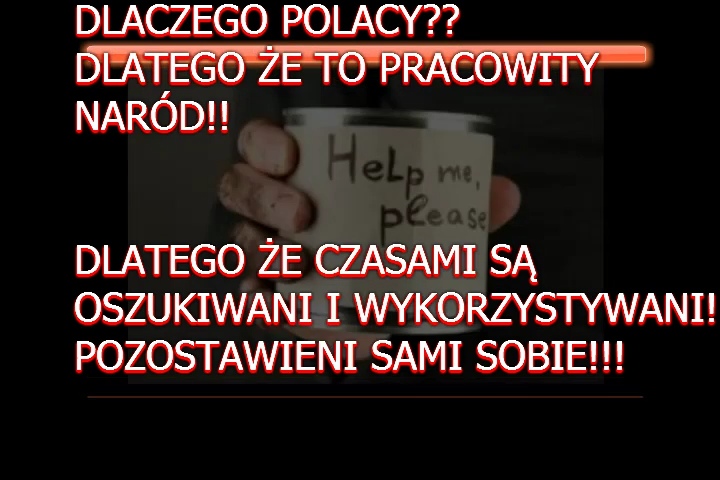 DLACZEGO POLACY??
DLATEGO ŻE TO PRACOWITY
NARÓD!!
Help me,
please
DLATEGO ŻE CZASAMI SĄ
OSZUKIWANI I WYKORZYSTYWANI!
POZOSTAWIENI SAMI SOBIE!!!